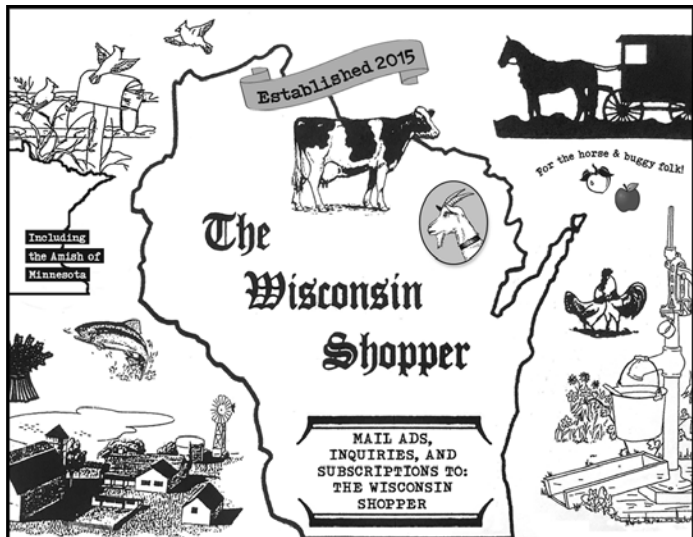 Established 2015
For the horse & buggy folk!
Including
the Amish of
Minnesota
The
Wisconsin
Shopper
MAIL ADS,
INQUIRIES, AND
SUBSCRIPTIONS TO:
THE WISCONSIN
SHOPPER